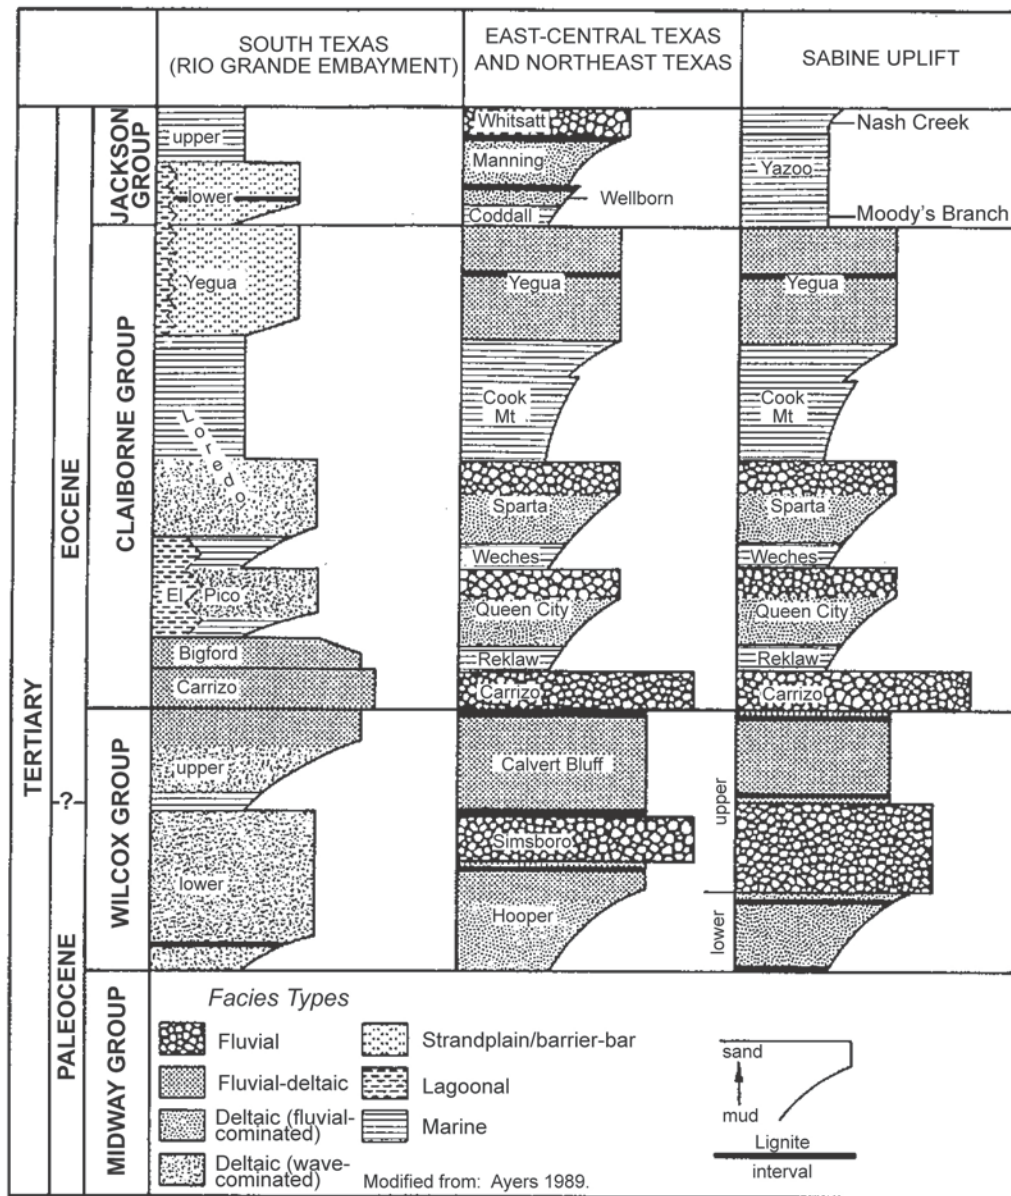 SOUTH TEXAS
(RIO GRANDE EMBAYMENT)
EAST-CENTRAL TEXAS
AND NORTHEAST TEXAS
SABINE UPLIFT
TERTIARY
EOCENE
-?-
PALEOCENE
JACKSON
GROUP
CLAIBORNE GROUP
WILCOX GROUP
MIDWAY GROUP
upper
lower
Yegua
Loredo
El Pico
Bigford
Carrizo
upper
lower
Whitsatt
Manning
Wellborn
Coddall
Yegua
Cook
Mt
Sparta
Weches
Queen City
Reklaw
Carrizo
Calvert Bluff
Simsboro
Hooper
Nash Creek
Yazoo
Moody's Branch
Yegua
Cook
Mt
Sparta
Weches
Queen City
Reklaw
Carrizo
upper
lower
Facies Types
Fluvial
Fluvial-deltaic
Deltaic (fluvial-
cominated)
Deltaic (wave-
cominated)
Strandplain/barrier-bar
Lagoonal
Marine
Modified from: Ayers 1989.
sand
mud
Lignite
interval